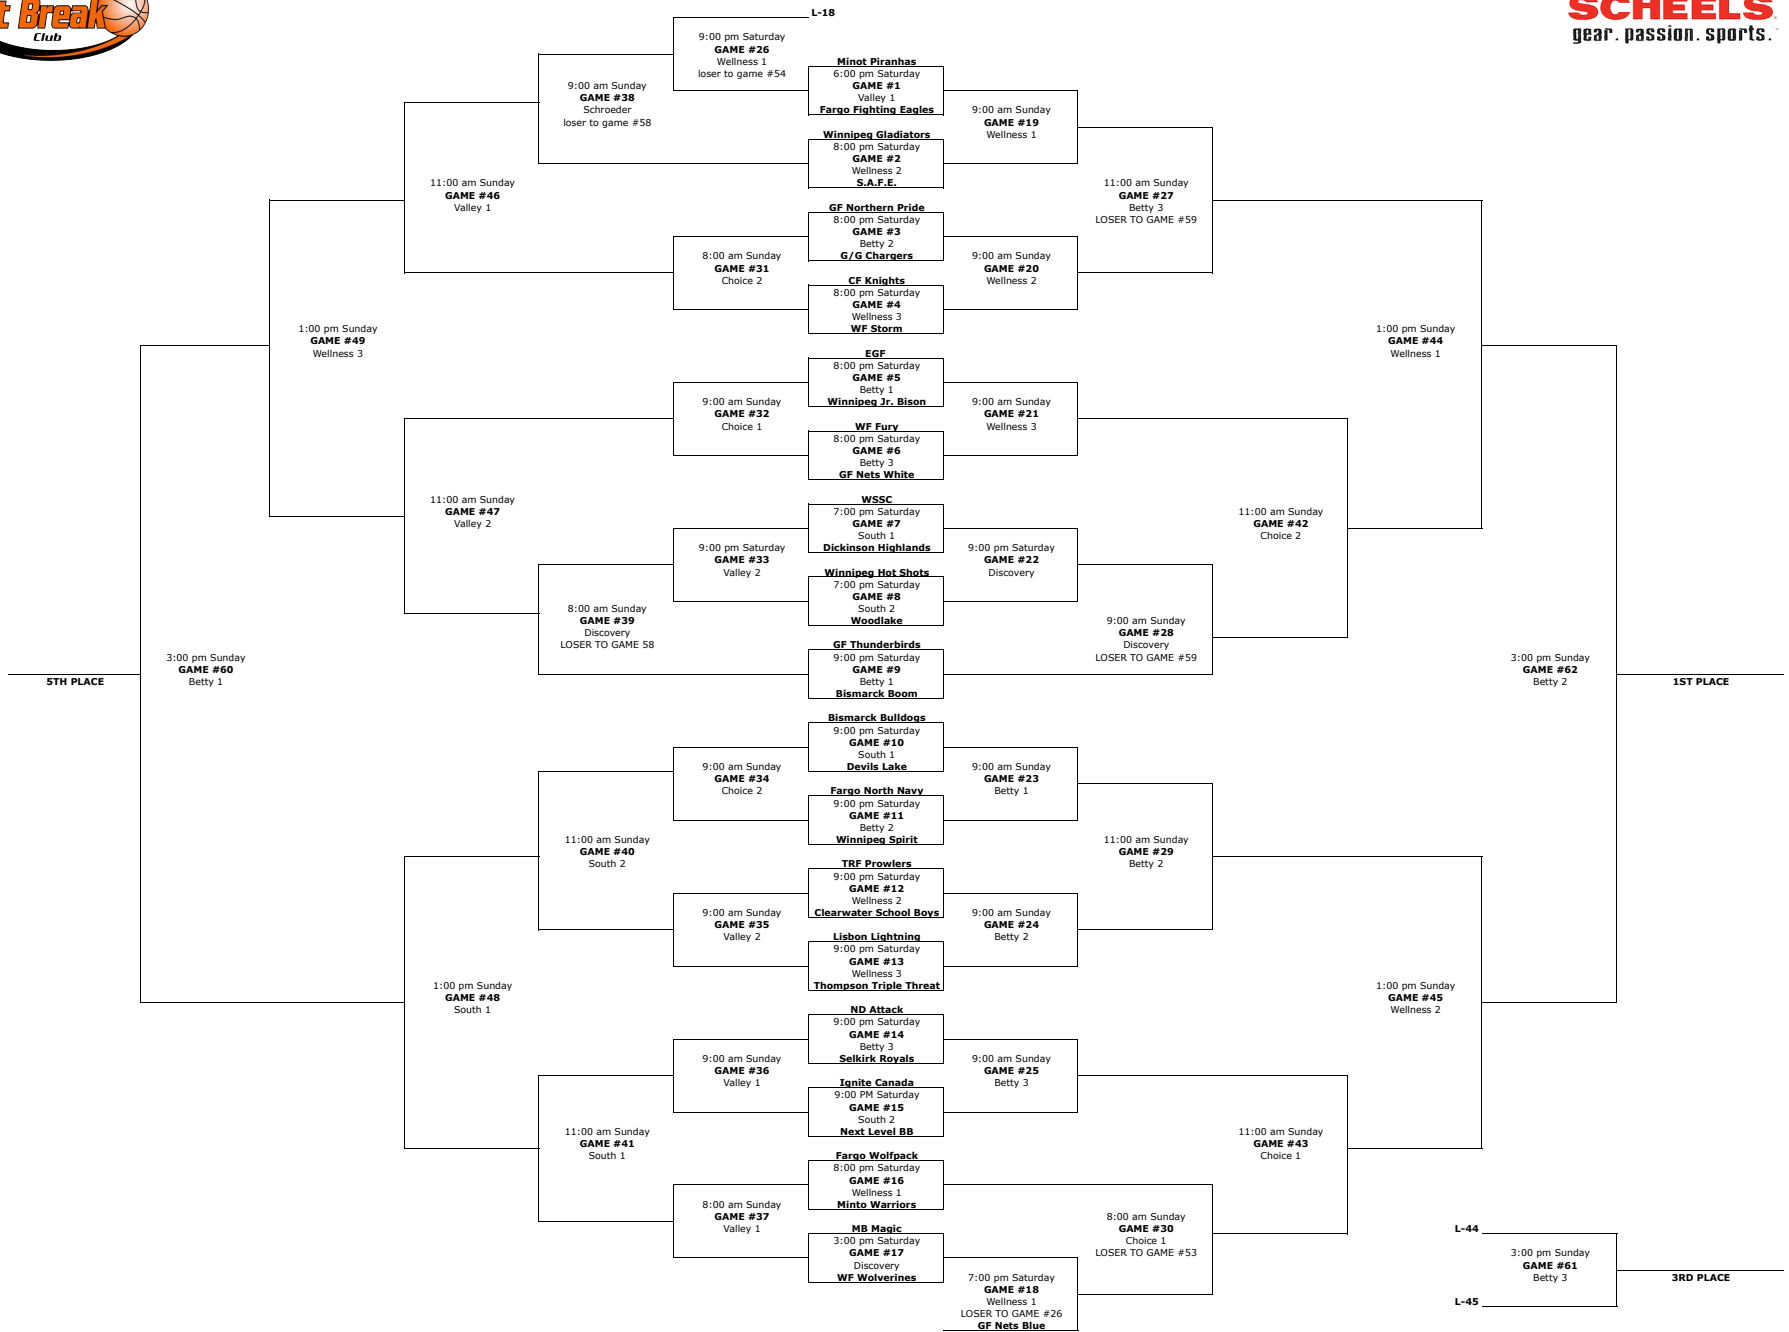 t Break
Club
SCHEELS
gear. passion. sports.
L-18
9:00 pm Saturday
GAME #26
Wellness 1
loser to game #54
9:00 am Sunday
GAME #38
Schroeder
loser to game #58
11:00 am Sunday
GAME #46
Valley 1
8:00 am Sunday
GAME #31
Choice 2
1:00 pm Sunday
GAME #49
Wellness 3
9:00 am Sunday
GAME #32
Choice 1
11:00 am Sunday
GAME #47
Valley 2
9:00 pm Saturday
GAME #33
Valley 2
8:00 am Sunday
GAME #39
Discovery
LOSER TO GAME 58
3:00 pm Sunday
GAME #60
Betty 1
5TH PLACE
9:00 am Sunday
GAME #34
Choice 2
11:00 am Sunday
GAME #40
South 2
9:00 am Sunday
GAME #35
Valley 2
1:00 pm Sunday
GAME #48
South 1
9:00 am Sunday
GAME #36
Valley 1
11:00 am Sunday
GAME #41
South 1
8:00 am Sunday
GAME #37
Valley 1
Minot Piranhas
6:00 pm Saturday
GAME #1
Valley 1
Fargo Fighting Eagles
Winnipeg Gladiators
8:00 pm Saturday
GAME #2
Wellness 2
S.A.F.E.
GF Northern Pride
8:00 pm Saturday
GAME #3
Betty 2
G/G Chargers
CF Knights
8:00 pm Saturday
GAME #4
Wellness 3
WF Storm
EGF
8:00 pm Saturday
GAME #5
Betty 1
Winnipeg Jr. Bison
WF Fury
8:00 pm Saturday
GAME #6
Betty 3
GF Nets White
WSSC
7:00 pm Saturday
GAME #7
South 1
Dickinson Highlands
Winnipeg Hot Shots
7:00 pm Saturday
GAME #8
South 2
Woodlake
GF Thunderbirds
9:00 pm Saturday
GAME #9
Betty 1
Bismarck Boom
Bismarck Bulldogs
9:00 pm Saturday
GAME #10
South 1
Devils Lake
Fargo North Navy
9:00 pm Saturday
GAME #11
Betty 2
Winnipeg Spirit
TRF Prowlers
9:00 pm Saturday
GAME #12
Wellness 2
Clearwater School Boys
Lisbon Lightning
9:00 pm Saturday
GAME #13
Wellness 3
Thompson Triple Threat
ND Attack
9:00 pm Saturday
GAME #14
Betty 3
Selkirk Royals
Ignite Canada
9:00 PM Saturday
GAME #15
South 2
Next Level BB
Fargo Wolfpack
8:00 pm Saturday
GAME #16
Wellness 1
Minto Warriors
MB Magic
3:00 pm Saturday
GAME #17
Discovery
WF Wolverines
9:00 am Sunday
GAME #19
Wellness 1
9:00 am Sunday
GAME #20
Wellness 2
9:00 am Sunday
GAME #21
Wellness 3
9:00 pm Saturday
GAME #22
Discovery
9:00 am Sunday
GAME #23
Betty 1
9:00 am Sunday
GAME #24
Betty 2
9:00 am Sunday
GAME #25
Betty 3
7:00 pm Saturday
GAME #18
Wellness 1
LOSER TO GAME #26
GF Nets Blue
11:00 am Sunday
GAME #27
Betty 3
LOSER TO GAME #59
9:00 am Sunday
GAME #28
Discovery
LOSER TO GAME #59
11:00 am Sunday
GAME #29
Betty 2
8:00 am Sunday
GAME #30
Choice 1
LOSER TO GAME #53
11:00 am Sunday
GAME #42
Choice 2
11:00 am Sunday
GAME #43
Choice 1
1:00 pm Sunday
GAME #44
Wellness 1
1:00 pm Sunday
GAME #45
Wellness 2
3:00 pm Sunday
GAME #62
Betty 2
1ST PLACE
L-44
3:00 pm Sunday
GAME #61
Betty 3
L-45
3RD PLACE